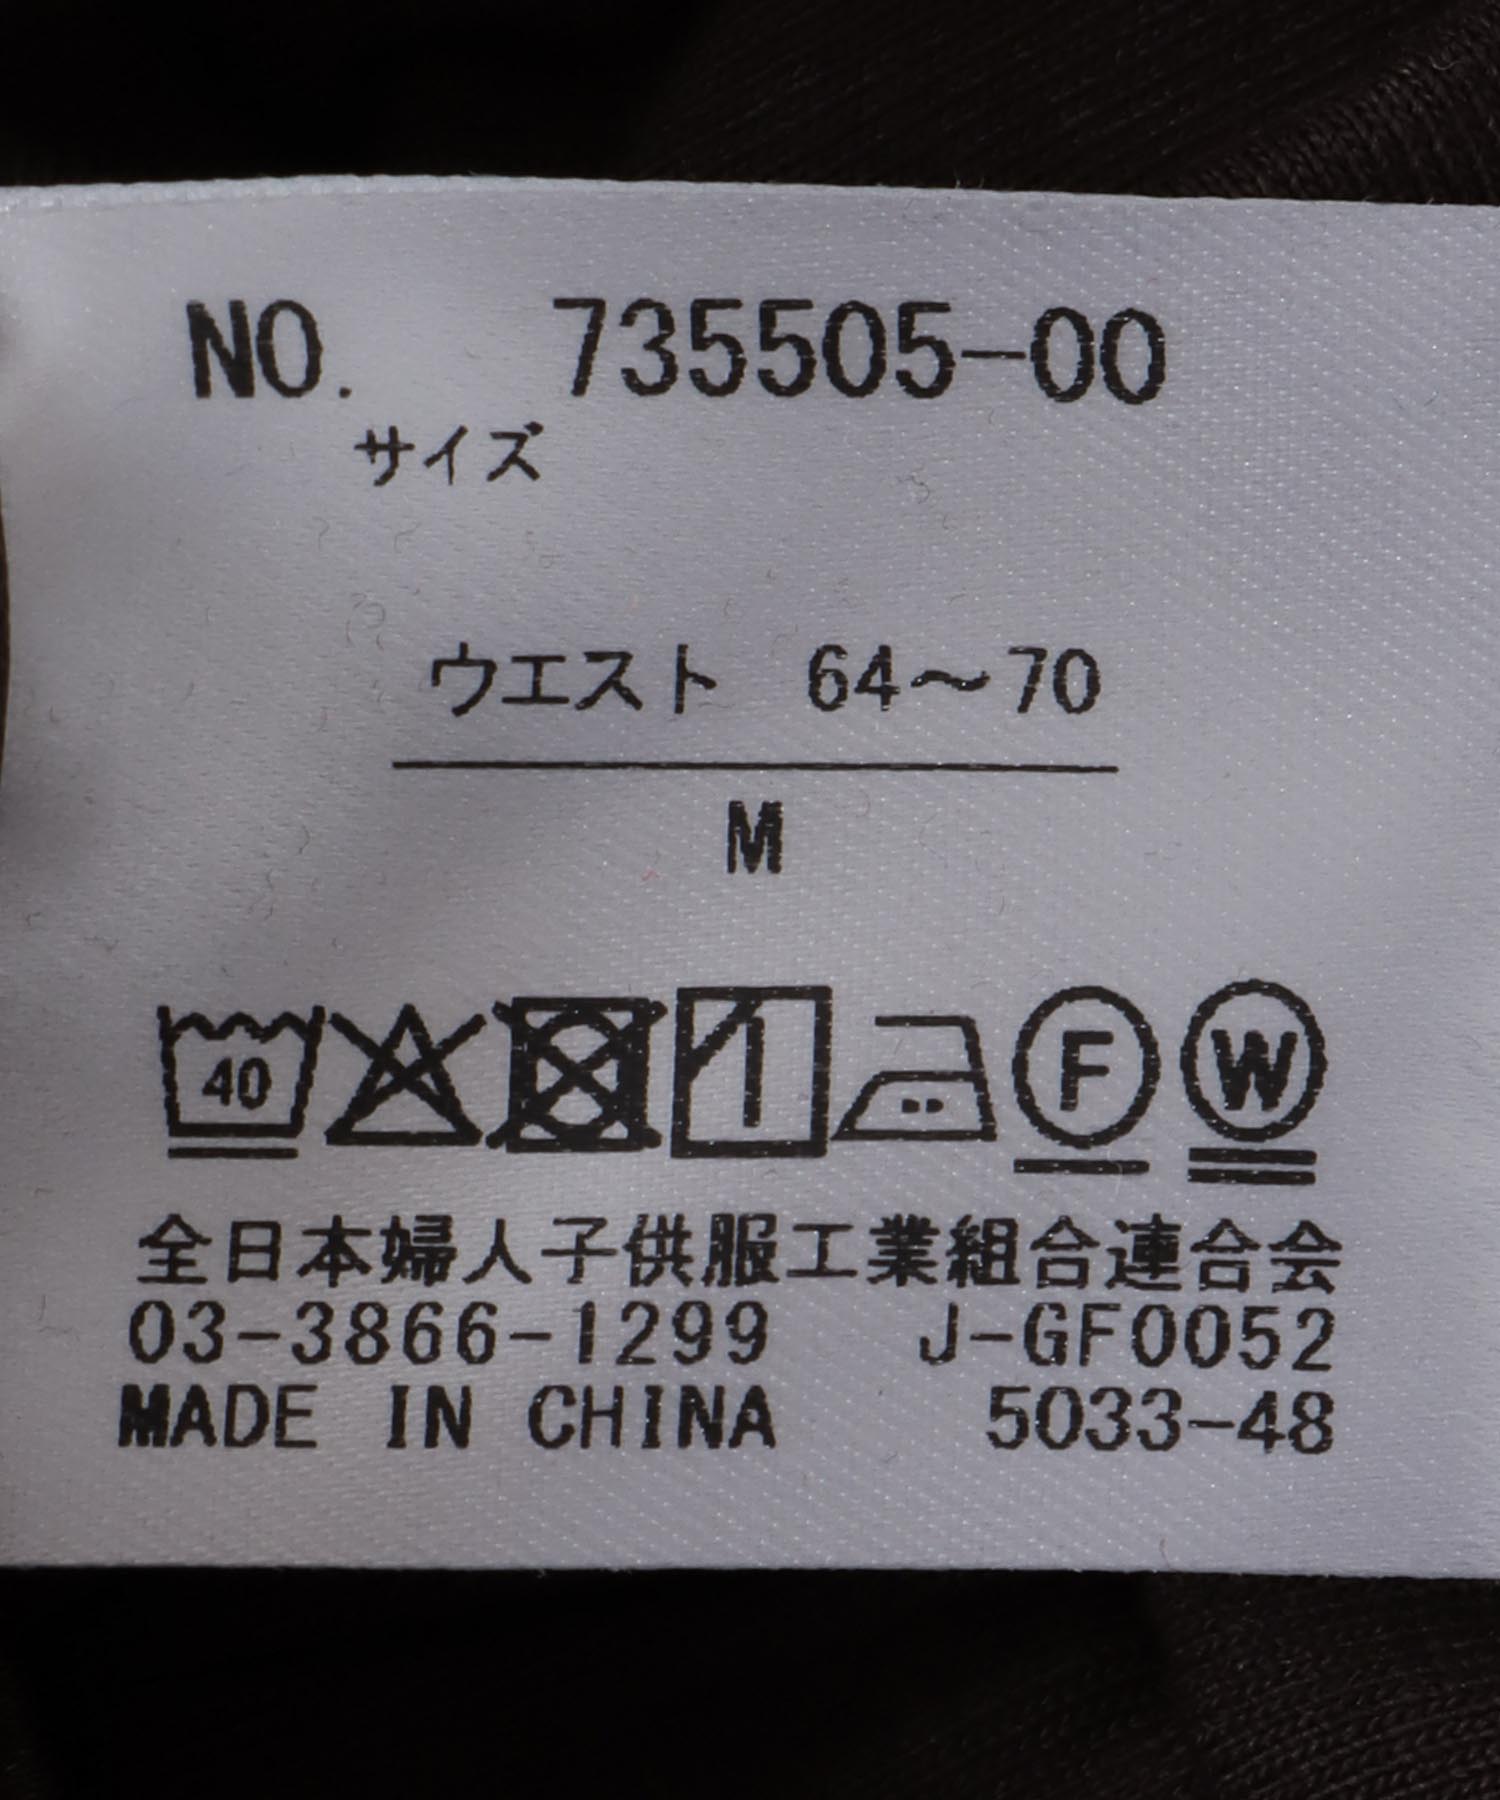 NO. 735505-00
サイズ
ウエスト 64～70
M
40 F W
全日本婦人子供服工業組合連合会
03-3866-1299 J-GF0052
MADE IN CHINA 5033-48